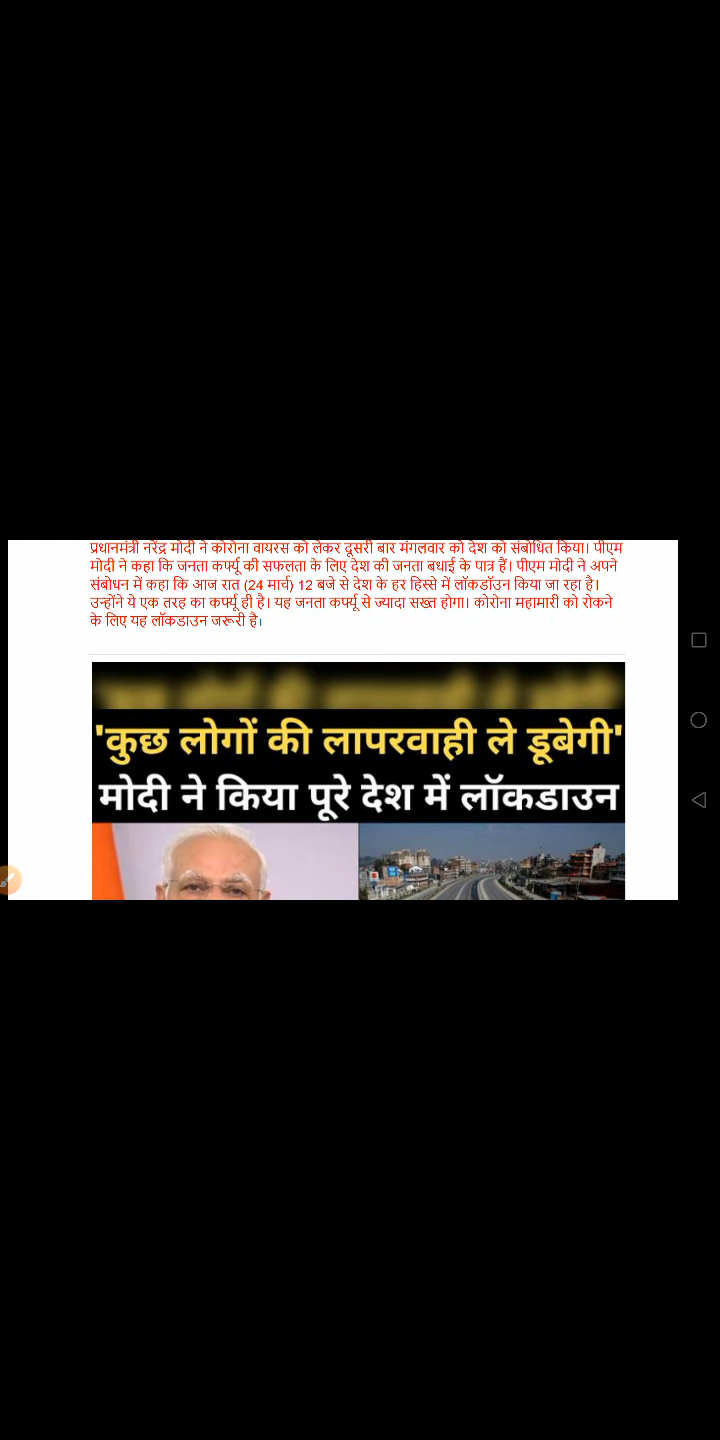 प्रधानमंत्री नरेंद्र मोदी ने कोरोना वायरस को लेकर दूसरी बार मंगलवार को देश को संबोधित किया। पीएम
मोदी ने कहा कि जनता कर्फ्यू की सफलता के लिए देश की जनता बधाई के पात्र हैं। पीएम मोदी ने अपने
संबोधन में कहा कि आज रात (24 मार्च) 12 बजे से देश के हर हिस्से में लॉकडॉउन किया जा रहा है।
उन्होंने ये एक तरह का कर्फ्यू ही है। यह जनता कर्फ्यू से ज्यादा सख्त होगा। कोरोना महामारी को रोकने
के लिए यह लॉकडाउन जरूरी है।
'कुछ लोगों की लापरवाही ले डूबेगी'
मोदी ने किया पूरे देश में लॉकडाउन